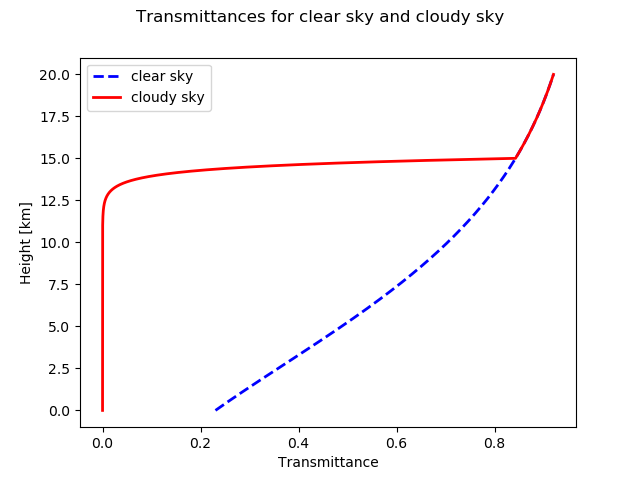 Transmittances for clear sky and cloudy sky
clear sky
cloudy sky
20.0
17.5
15.0
12.5
10.0
7.5
5.0
2.5
0.0
Height [km]
0.0 0.2 0.4 0.6 0.8
Transmittance